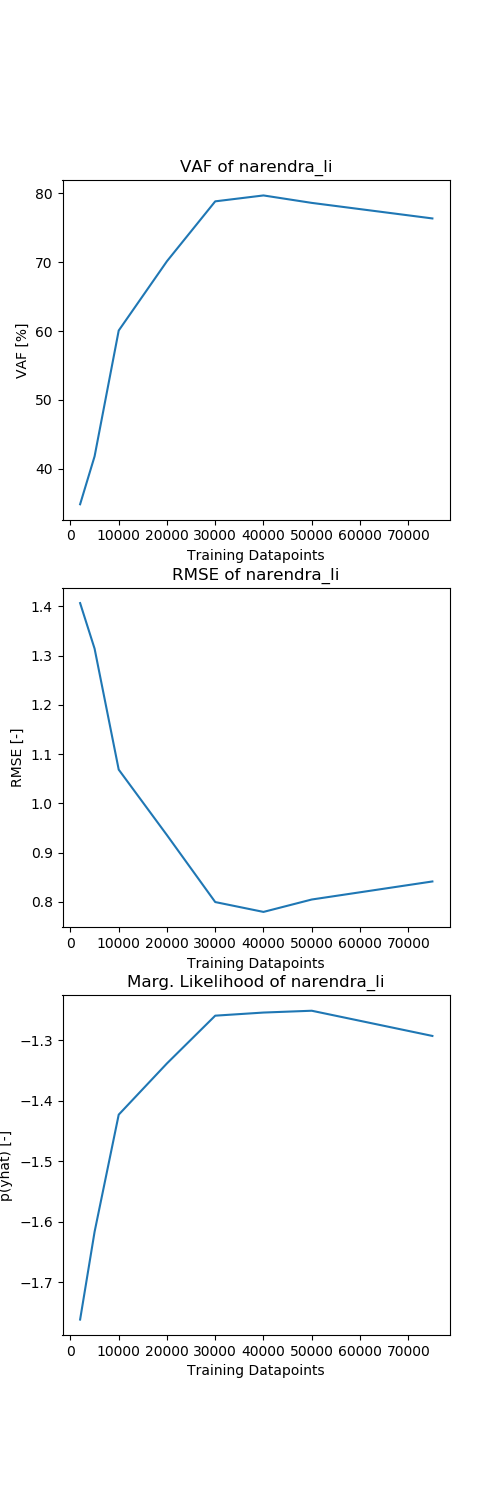 VAF of narendra_li
80
70
60
50
40
VAF [%]
0 10000 20000 30000 40000 50000 60000 70000
Training Datapoints
RMSE of narendra_li
1.4
1.3
1.2
1.1
1.0
0.9
0.8
RMSE [-]
0 10000 20000 30000 40000 50000 60000 70000
Training Datapoints
Marg. Likelihood of narendra_li
−1.3
−1.4
−1.5
−1.6
−1.7
p(yhat) [-]
0 10000 20000 30000 40000 50000 60000 70000
Training Datapoints